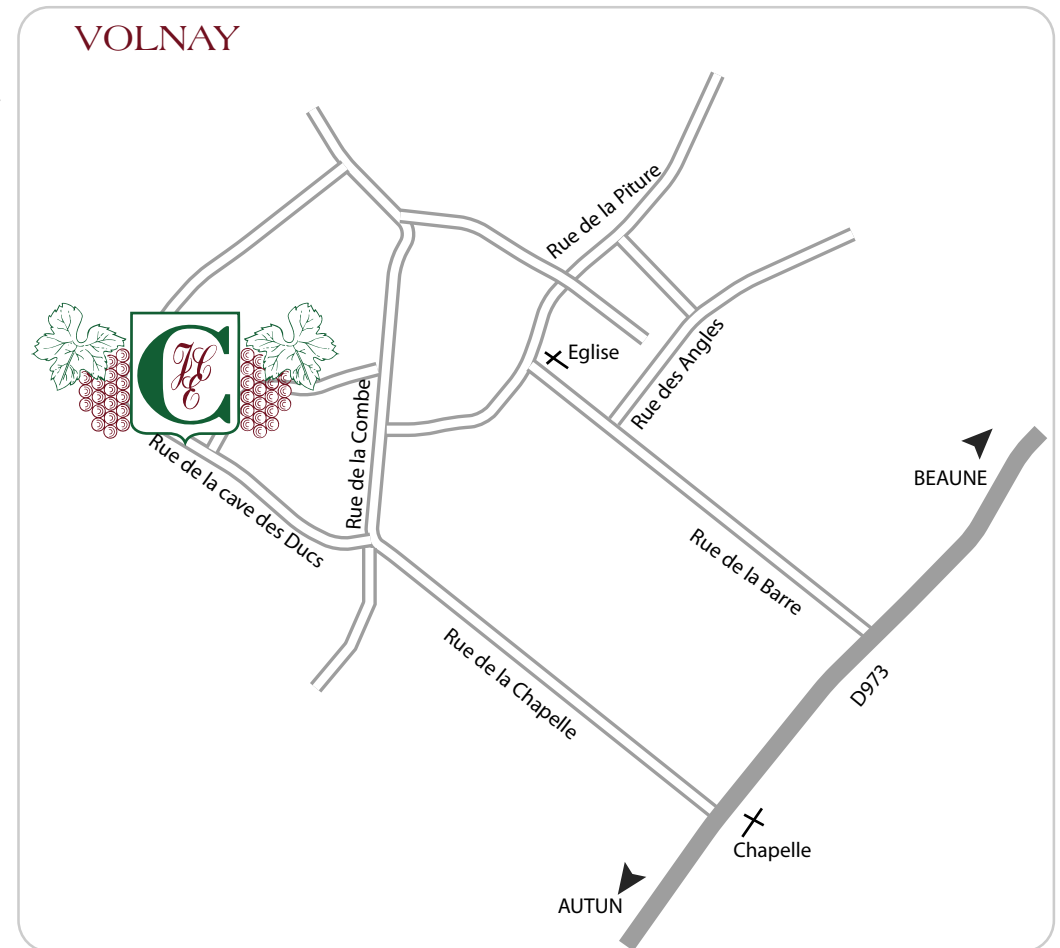 VOLNAY
Rue de la Piture
Eglise
Rue des Angles
C
JHCE
Rue de la Combe
Rue de la cave des Ducs
BEAUNE
Rue de la Barre
Rue de la Chapelle
D973
Chapelle
AUTUN